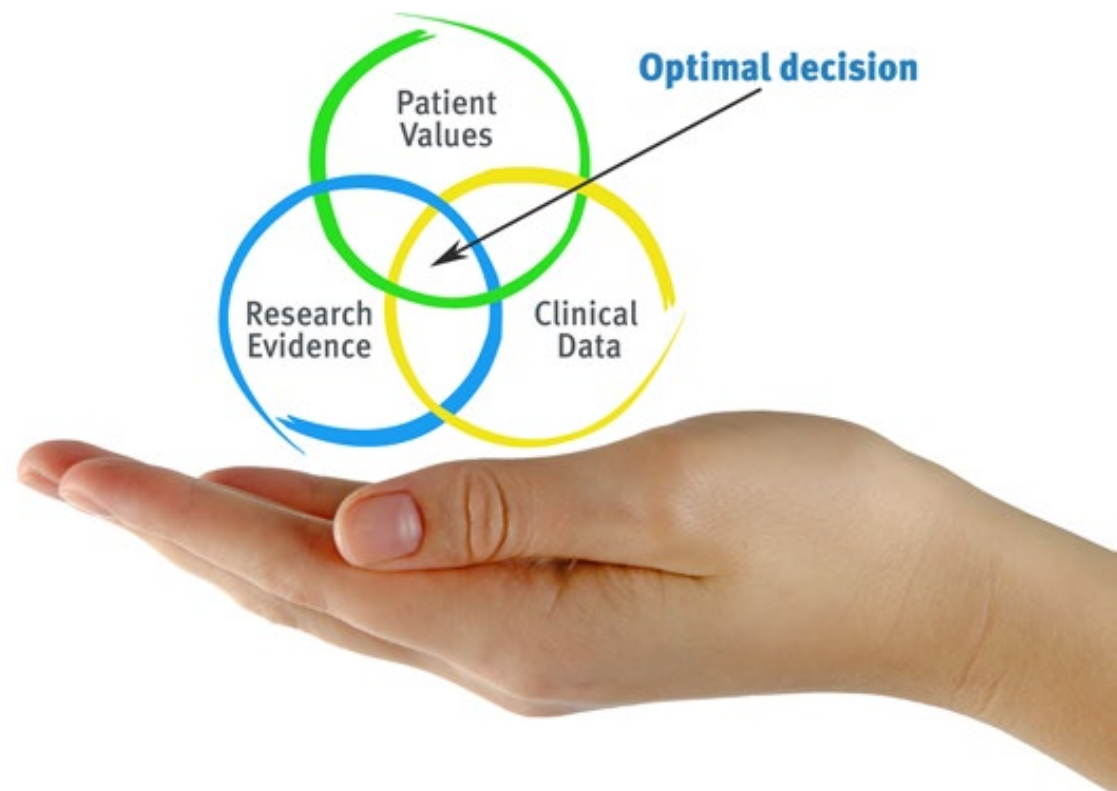 Optimal decision
Patient
Values
Research
Evidence
Clinical
Data